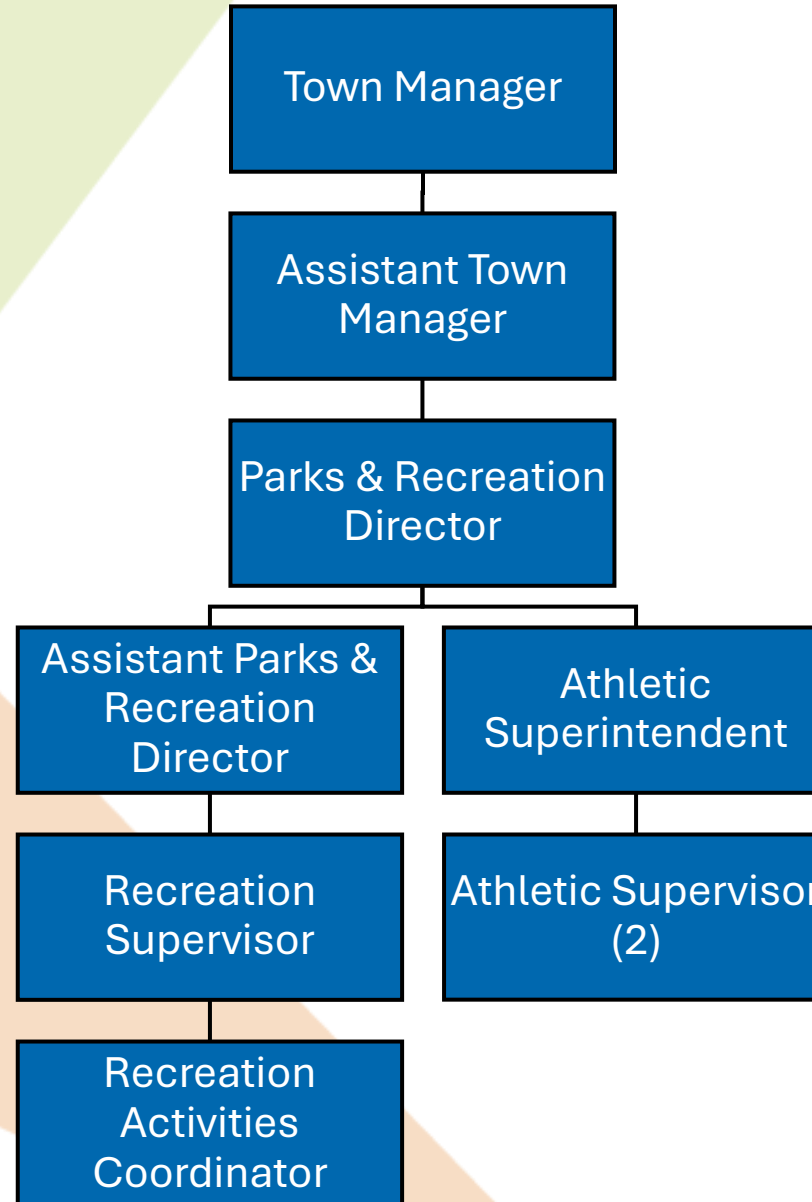 Town Manager
Assistant Town
Manager
Parks & Recreation
Director
Assistant Parks &
Recreation
Director
Athletic
Superintendent
Recreation
Supervisor
Athletic Supervisor
(2)
Recreation
Activities
Coordinator